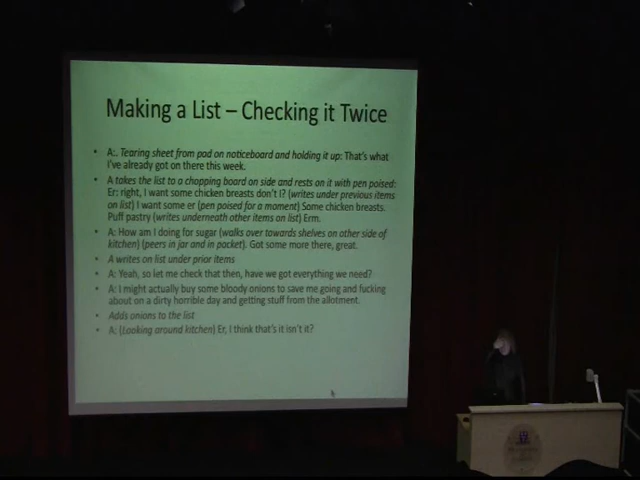 Making a List – Checking it Twice
• A:. Tearing sheet from pad on noticeboard and holding it up: That's what
I've already got on there this week.
• A takes the list to a chopping board on side and rests on it with pen poised:
Er: right, I want some chicken breasts don't I? (writes under previous items
on list) I want some er (pen poised for a moment) Some chicken breasts.
Puff pastry (writes underneath other items on list) Erm.
• A: How am I doing for sugar (walks over towards shelves on other side of
kitchen) (peers in jar and in packet). Got some more there, great.
• A writes on list under prior items
• A: Yeah, so let me check that then, have we got everything we need?
• A: I might actually buy some bloody onions to save me going and fucking
about on a dirty horrible day and getting stuff from the allotment.
• Adds onions to the list
• A: (Looking around kitchen) Er, I think that's it isn't it?